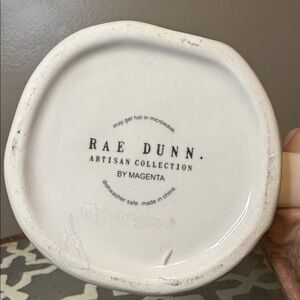 may get hot in microwave.
RAE DUNN.
ARTISAN COLLECTION
BY MAGENTA
dishwasher safe. made in china.